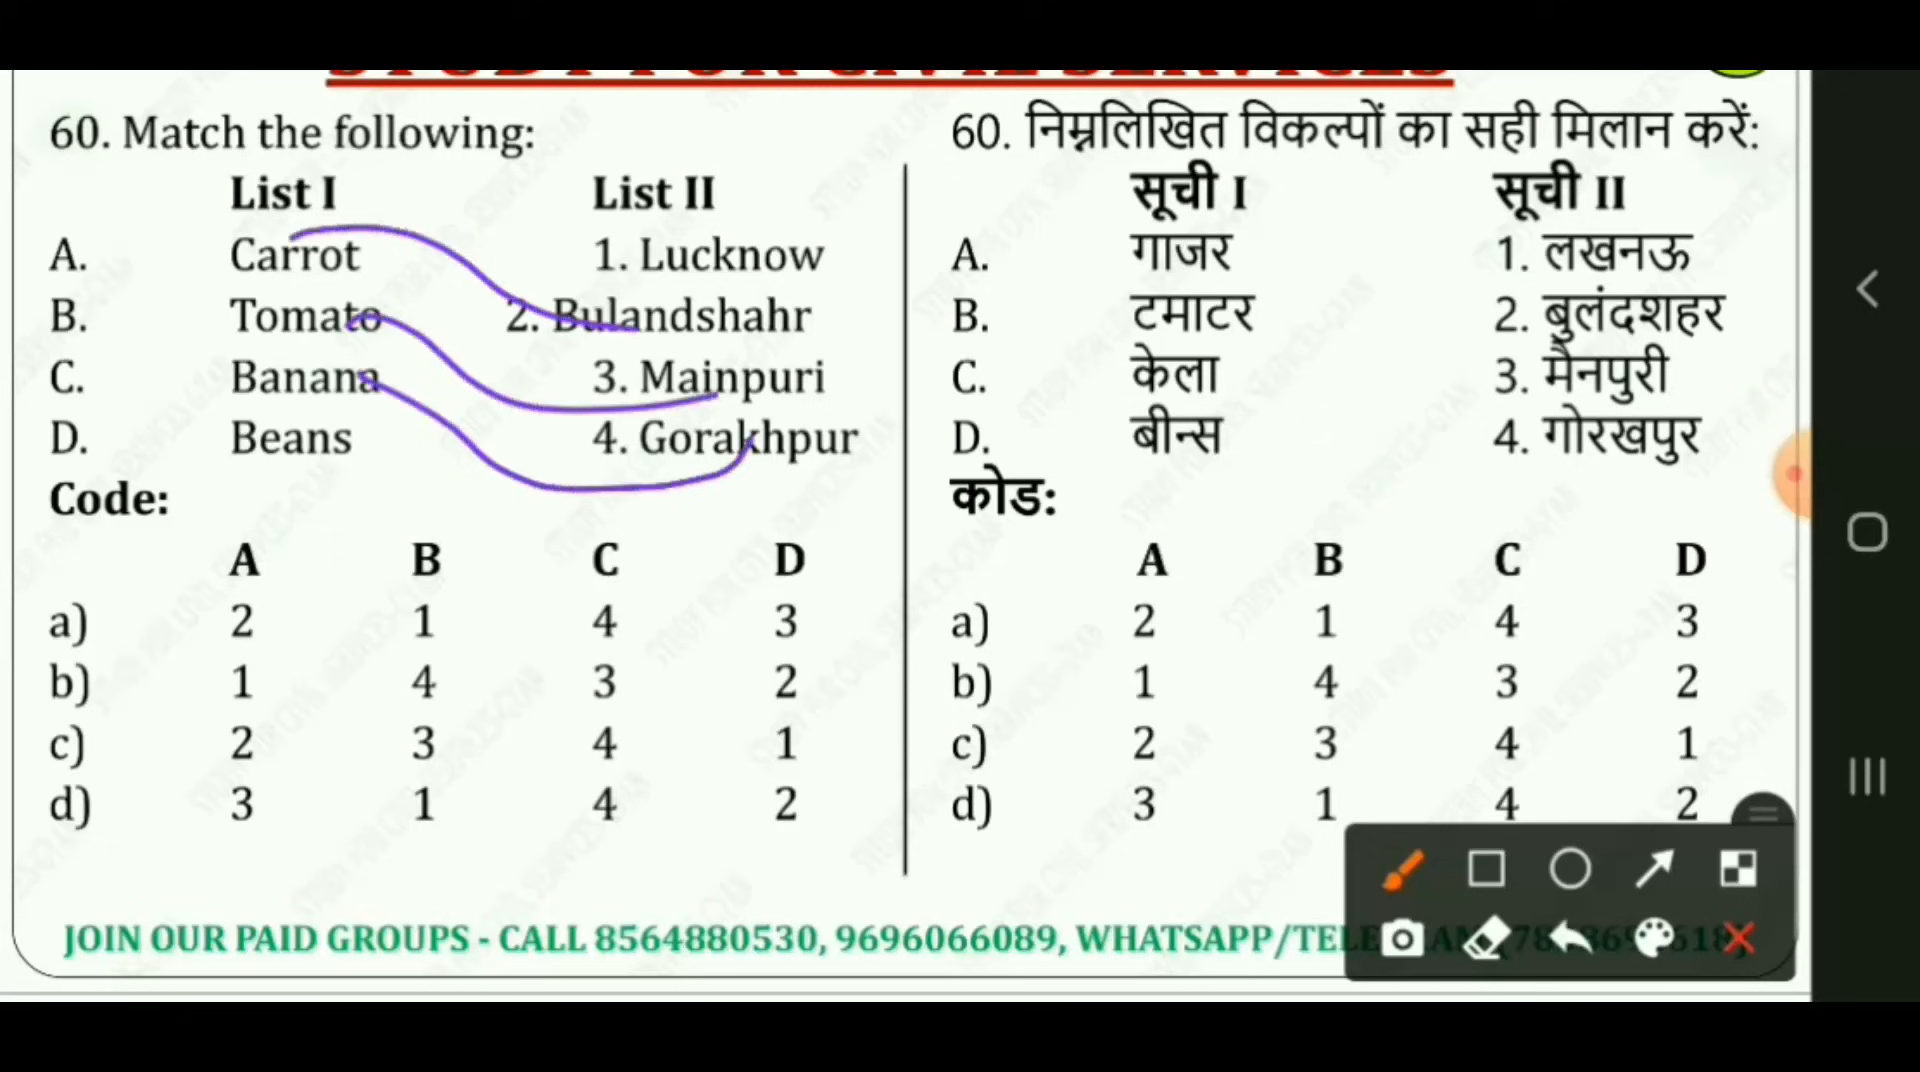 60. Match the following:
List I List II
A. Carrot 1. Lucknow
B. Tomato 2. Bulandshahr
C. Banana 3. Mainpuri
D. Beans 4. Gorakhpur
Code:
A B C D
a) 2 1 4 3
b) 1 4 3 2
c) 2 3 4 1
d) 3 1 4 2
60. निम्नलिखित विकल्पों का सही मिलान करें:
सूची I सूची II
A. गाजर 1. लखनऊ
B. टमाटर 2. बुलंदशहर
C. केला 3. मैनपुरी
D. बीन्स 4. गोरखपुर
कोड:
A B C D
a) 2 1 4 3
b) 1 4 3 2
c) 2 3 4 1
d) 3 1 4 2
JOIN OUR PAID GROUPS - CALL 8564880530, 9696066089, WHATSAPP/